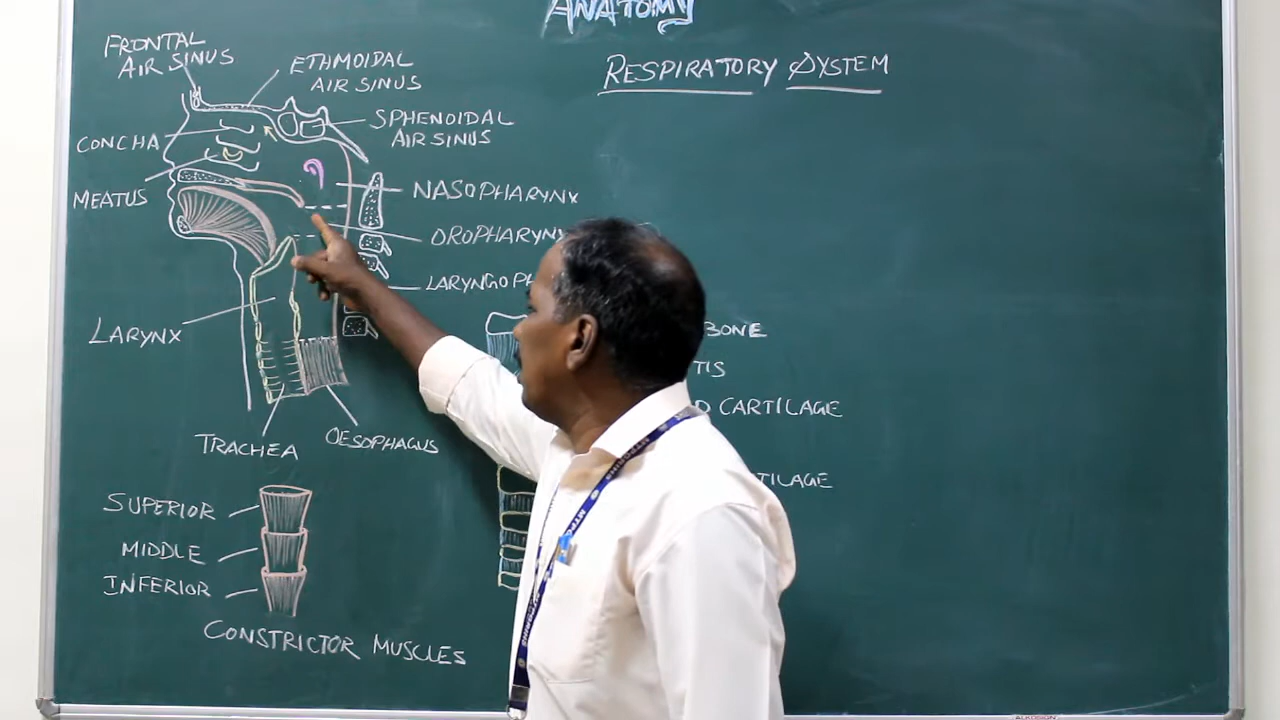 ANATOMY
RESPIRATORY SYSTEM
FRONTAL
AIR SINUS
ETHMOIDAL
AIR SINUS
SPHENOIDAL
AIR SINUS
CONCHA
MEATUS
NASOPHARYNX
OROPHARYNX
LARYNGOPH
LARYNX
TRACHEA
OESOPHAGUS
BONE
TIS
D CARTILAGE
TILAGE
SUPERIOR
MIDDLE
INFERIOR
CONSTRICTOR MUSCLES